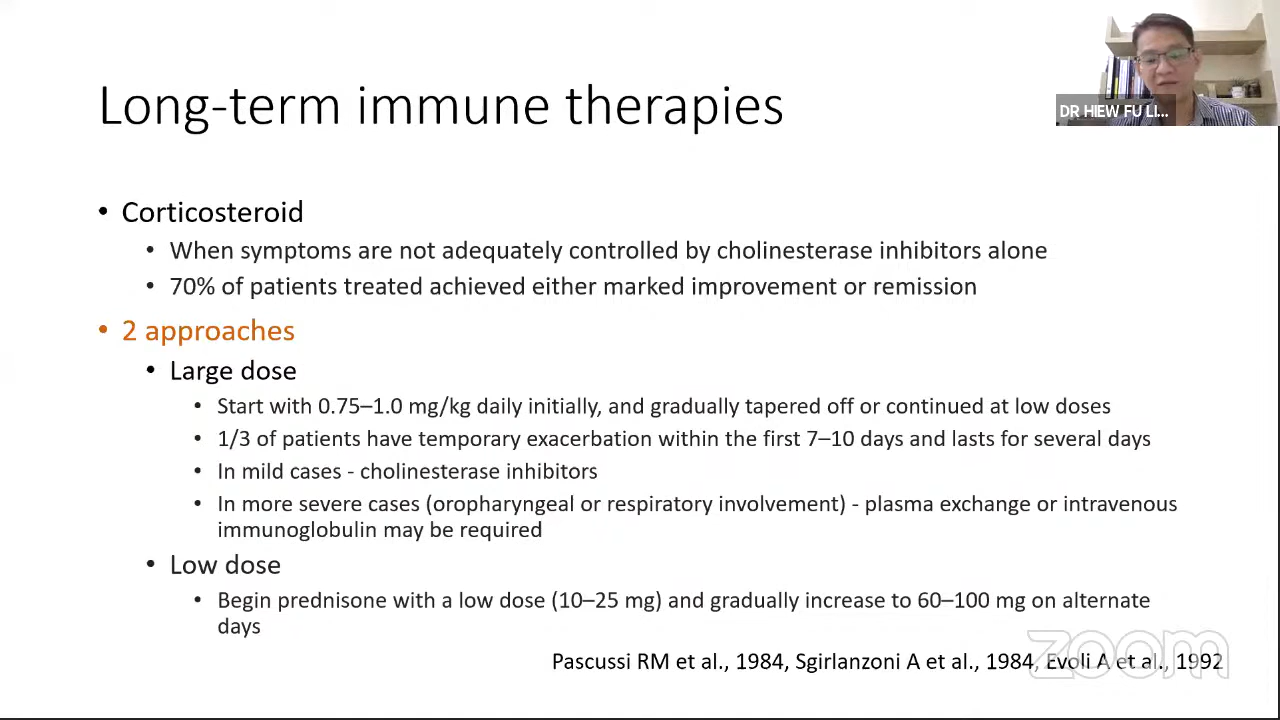 Long-term immune therapies
DR HIEW FU LI...
• Corticosteroid
• When symptoms are not adequately controlled by cholinesterase inhibitors alone
• 70% of patients treated achieved either marked improvement or remission
• 2 approaches
• Large dose
• Start with 0.75–1.0 mg/kg daily initially, and gradually tapered off or continued at low doses
• 1/3 of patients have temporary exacerbation within the first 7–10 days and lasts for several days
• In mild cases - cholinesterase inhibitors
• In more severe cases (oropharyngeal or respiratory involvement) - plasma exchange or intravenous
immunoglobulin may be required
• Low dose
• Begin prednisone with a low dose (10–25 mg) and gradually increase to 60–100 mg on alternate
days
zoom
Pascussi RM et al., 1984, Sgirlanzoni A et al., 1984, Evoli A et al., 1992